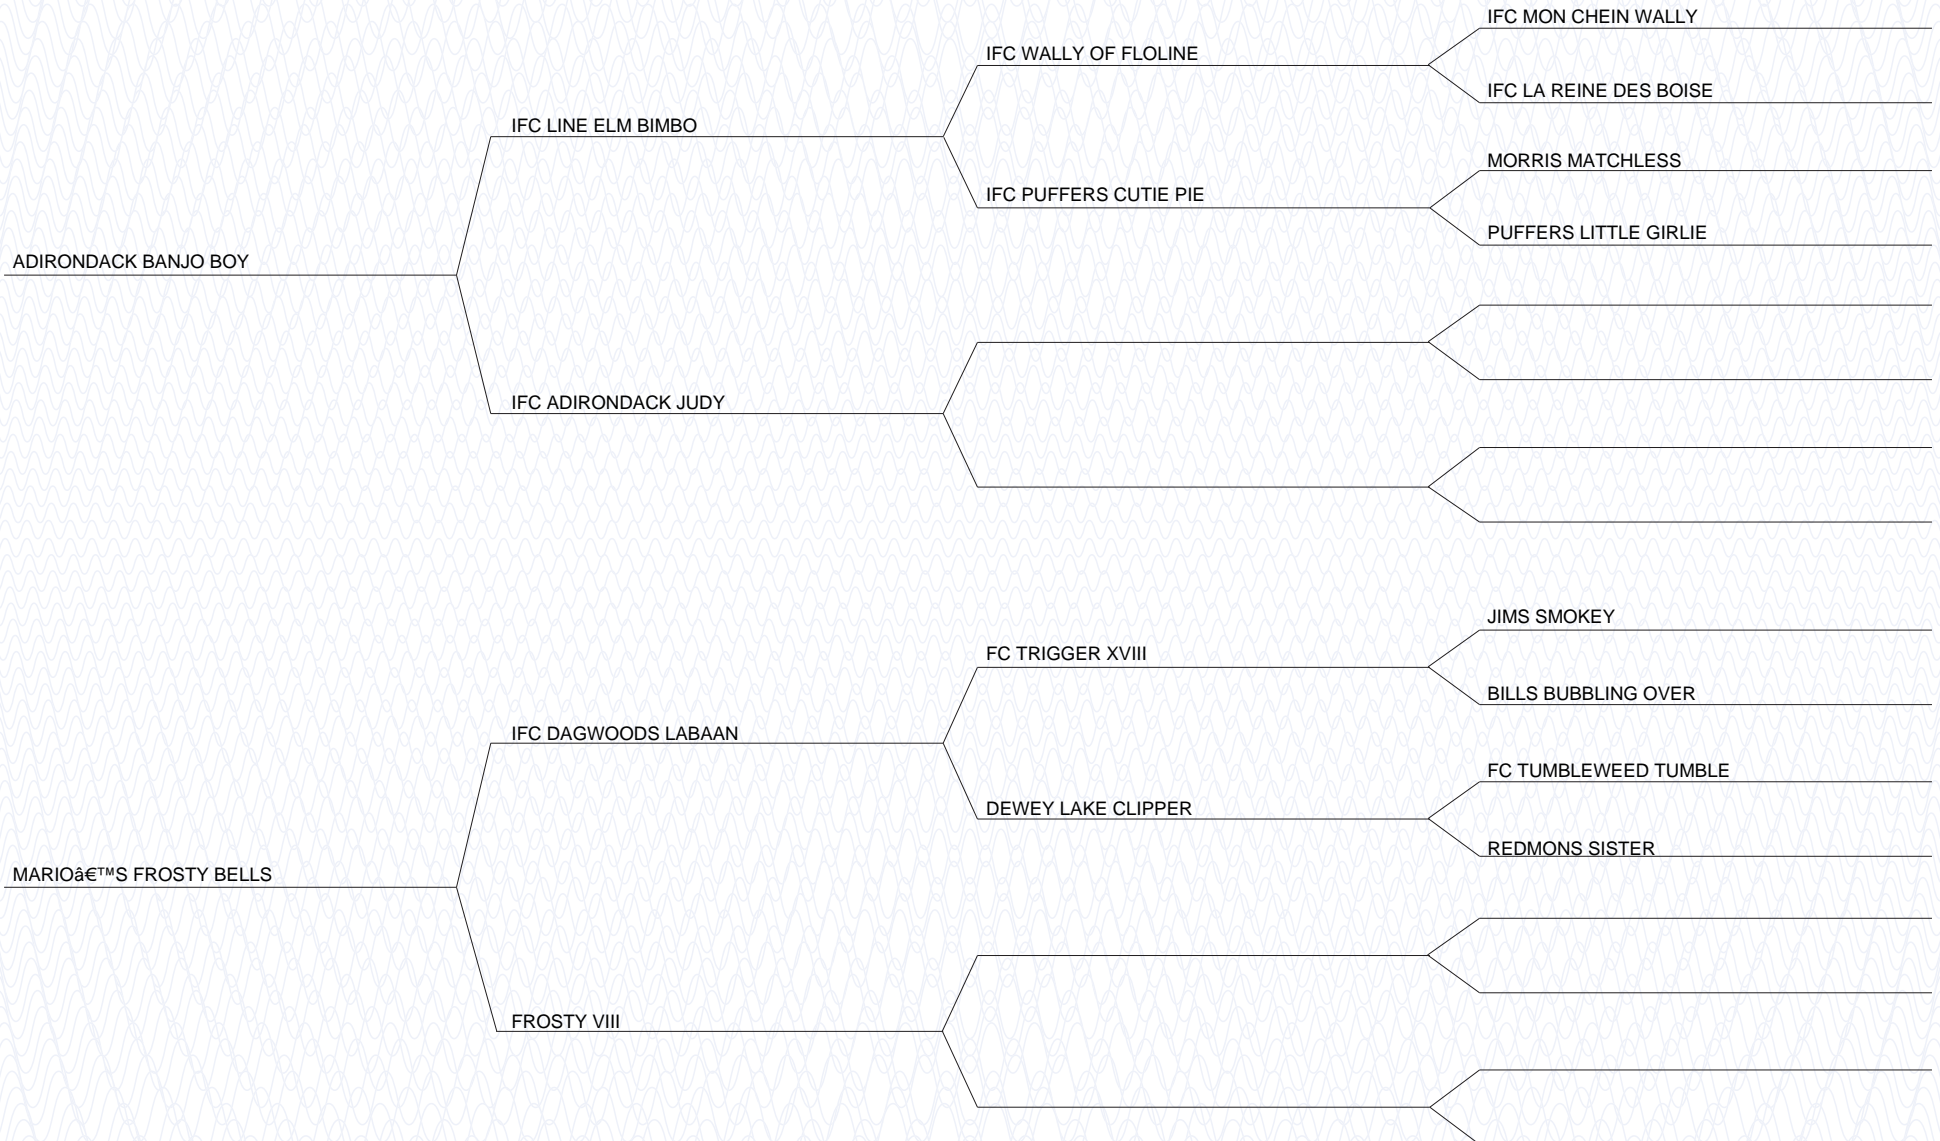 IFC MON CHEIN WALLY
IFC WALLY OF FLOLINE
IFC LA REINE DES BOISE
IFC LINE ELM BIMBO
MORRIS MATCHLESS
IFC PUFFERS CUTIE PIE
PUFFERS LITTLE GIRLIE
ADIRONDACK BANJO BOY
IFC ADIRONDACK JUDY
JIMS SMOKEY
FC TRIGGER XVIII
BILLS BUBBLING OVER
IFC DAGWOODS LABAAN
FC TUMBLEWEED TUMBLE
DEWEY LAKE CLIPPER
REDMONS SISTER
MARIO’S FROSTY BELLS
FROSTY VIII